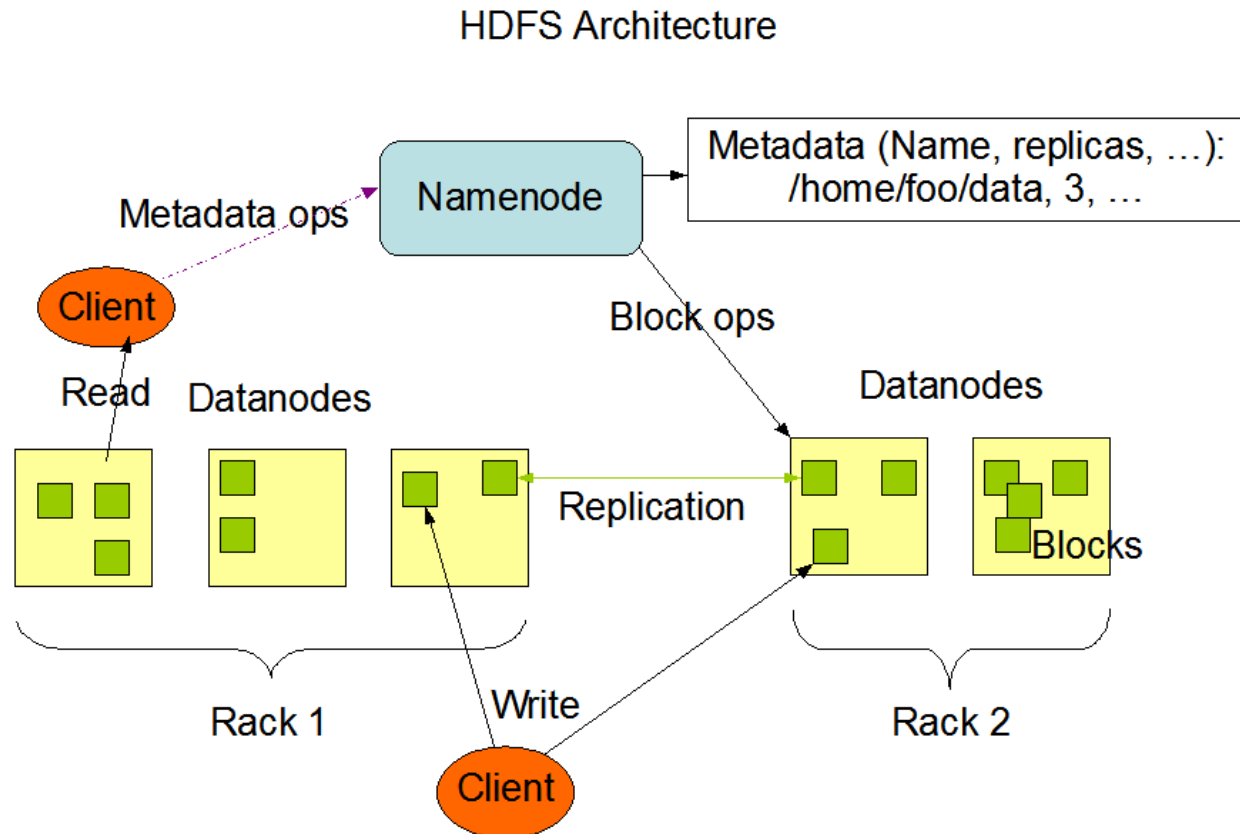 HDFS Architecture
Metadata (Name, replicas, …):
/home/foo/data, 3, …
Namenode
Metadata ops
Client
Block ops
Read
Datanodes
Datanodes
Replication
Blocks
Rack 1
Write
Rack 2
Client